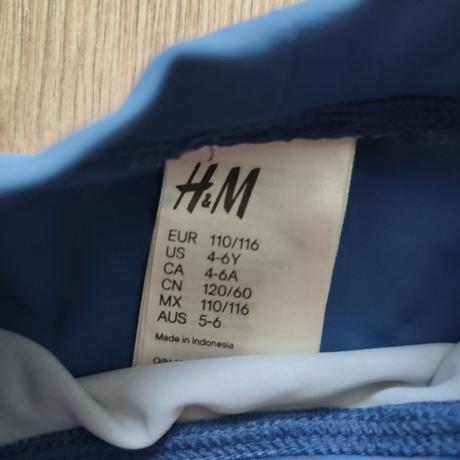 H&M
EUR 110/116
US 4-6Y
CA 4-6A
CN 120/60
MX 110/116
AUS 5-6
Made in Indonesia